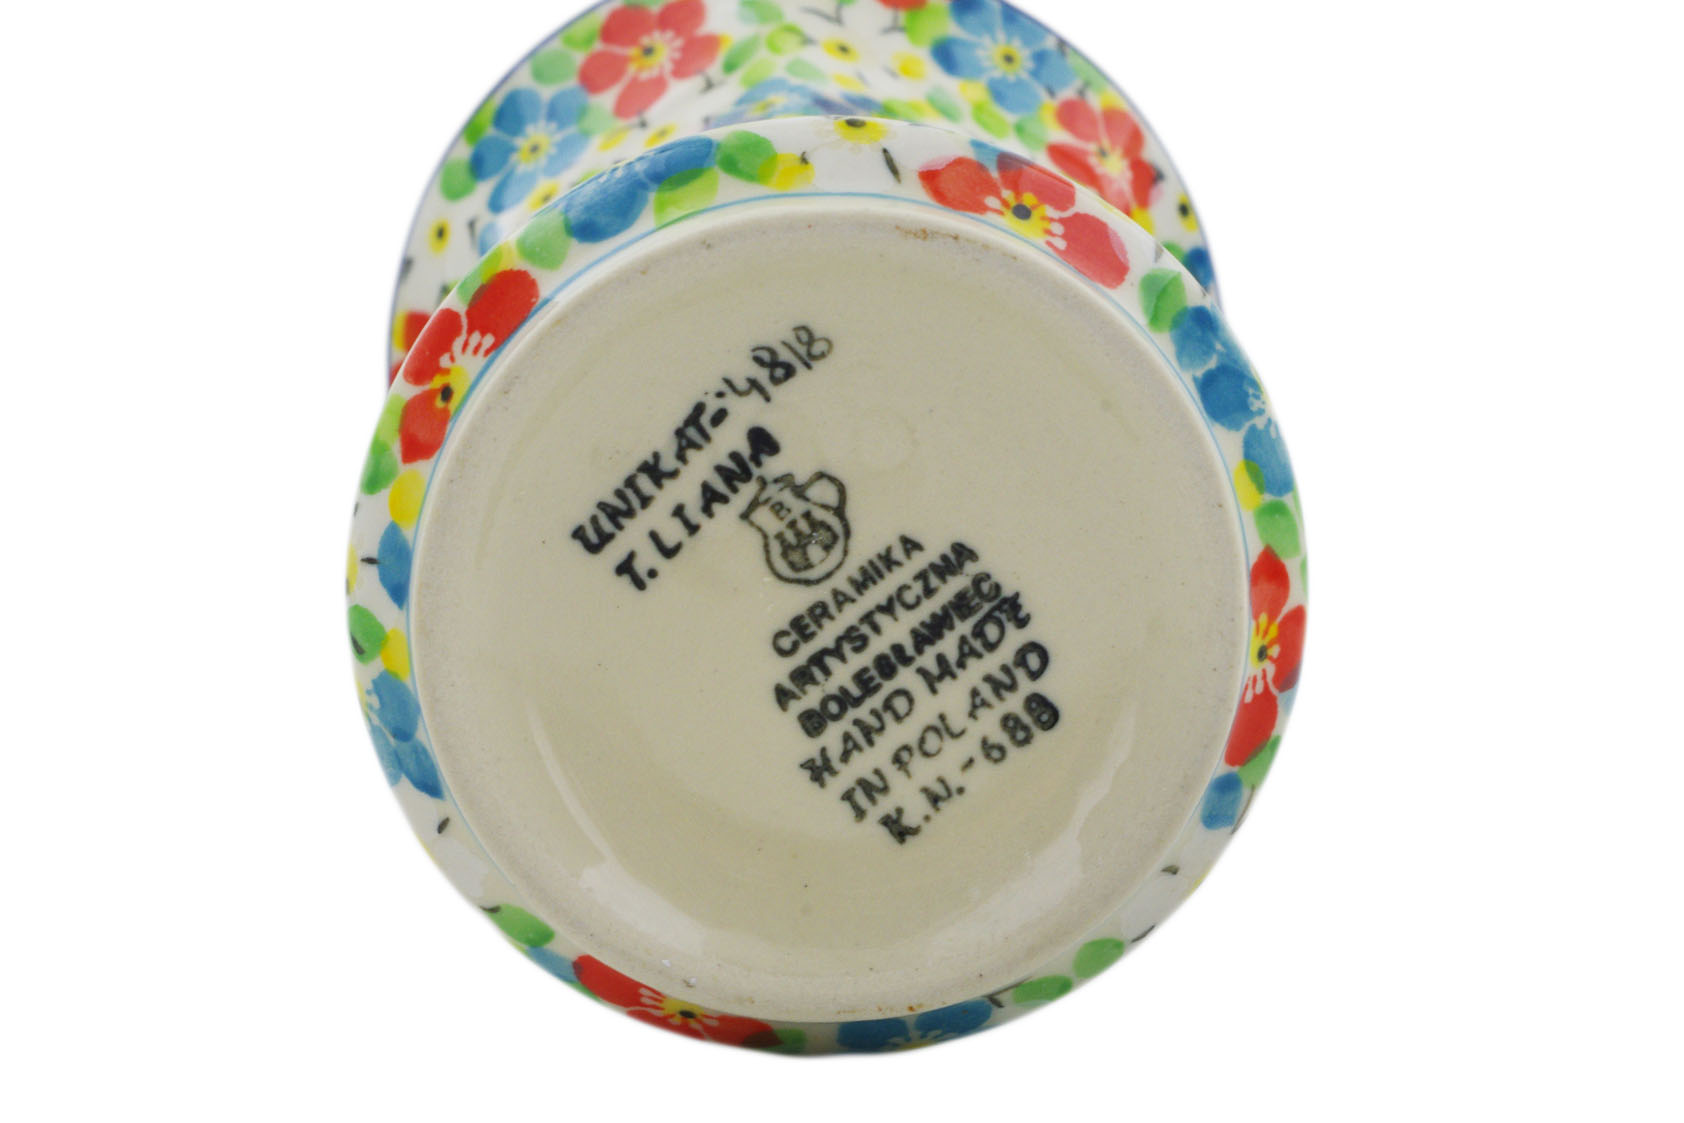 UNIKAT-4818
T. LIANA
B
CERAMIKA
ARTYSTYCZNA
BOLESŁAWIEC
HAND MADE
IN POLAND
K.N.-688